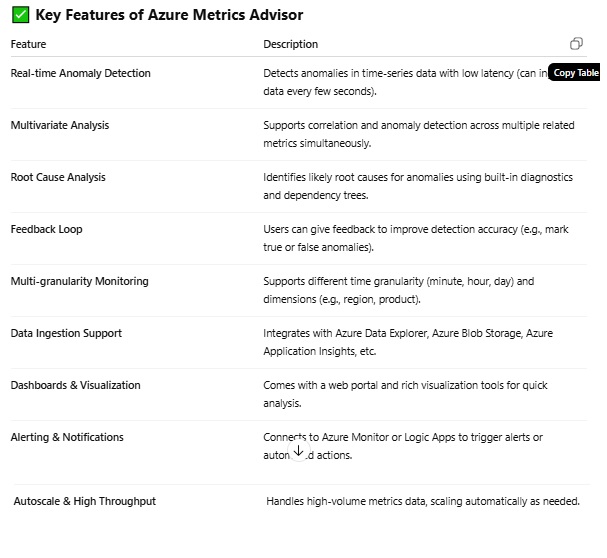 ✅ Key Features of Azure Metrics Advisor
Feature Description
Real-time Anomaly Detection Detects anomalies in time-series data with low latency (can in
Copy Table
data every few seconds).
Multivariate Analysis Supports correlation and anomaly detection across multiple related
metrics simultaneously.
Root Cause Analysis Identifies likely root causes for anomalies using built-in diagnostics
and dependency trees.
Feedback Loop Users can give feedback to improve detection accuracy (e.g., mark
true or false anomalies).
Multi-granularity Monitoring Supports different time granularity (minute, hour, day) and
dimensions (e.g., region, product).
Data Ingestion Support Integrates with Azure Data Explorer, Azure Blob Storage, Azure
Application Insights, etc.
Dashboards & Visualization Comes with a web portal and rich visualization tools for quick
analysis.
Alerting & Notifications Connects to Azure Monitor or Logic Apps to trigger alerts or
actions.
Autoscale & High Throughput Handles high-volume metrics data, scaling automatically as needed.